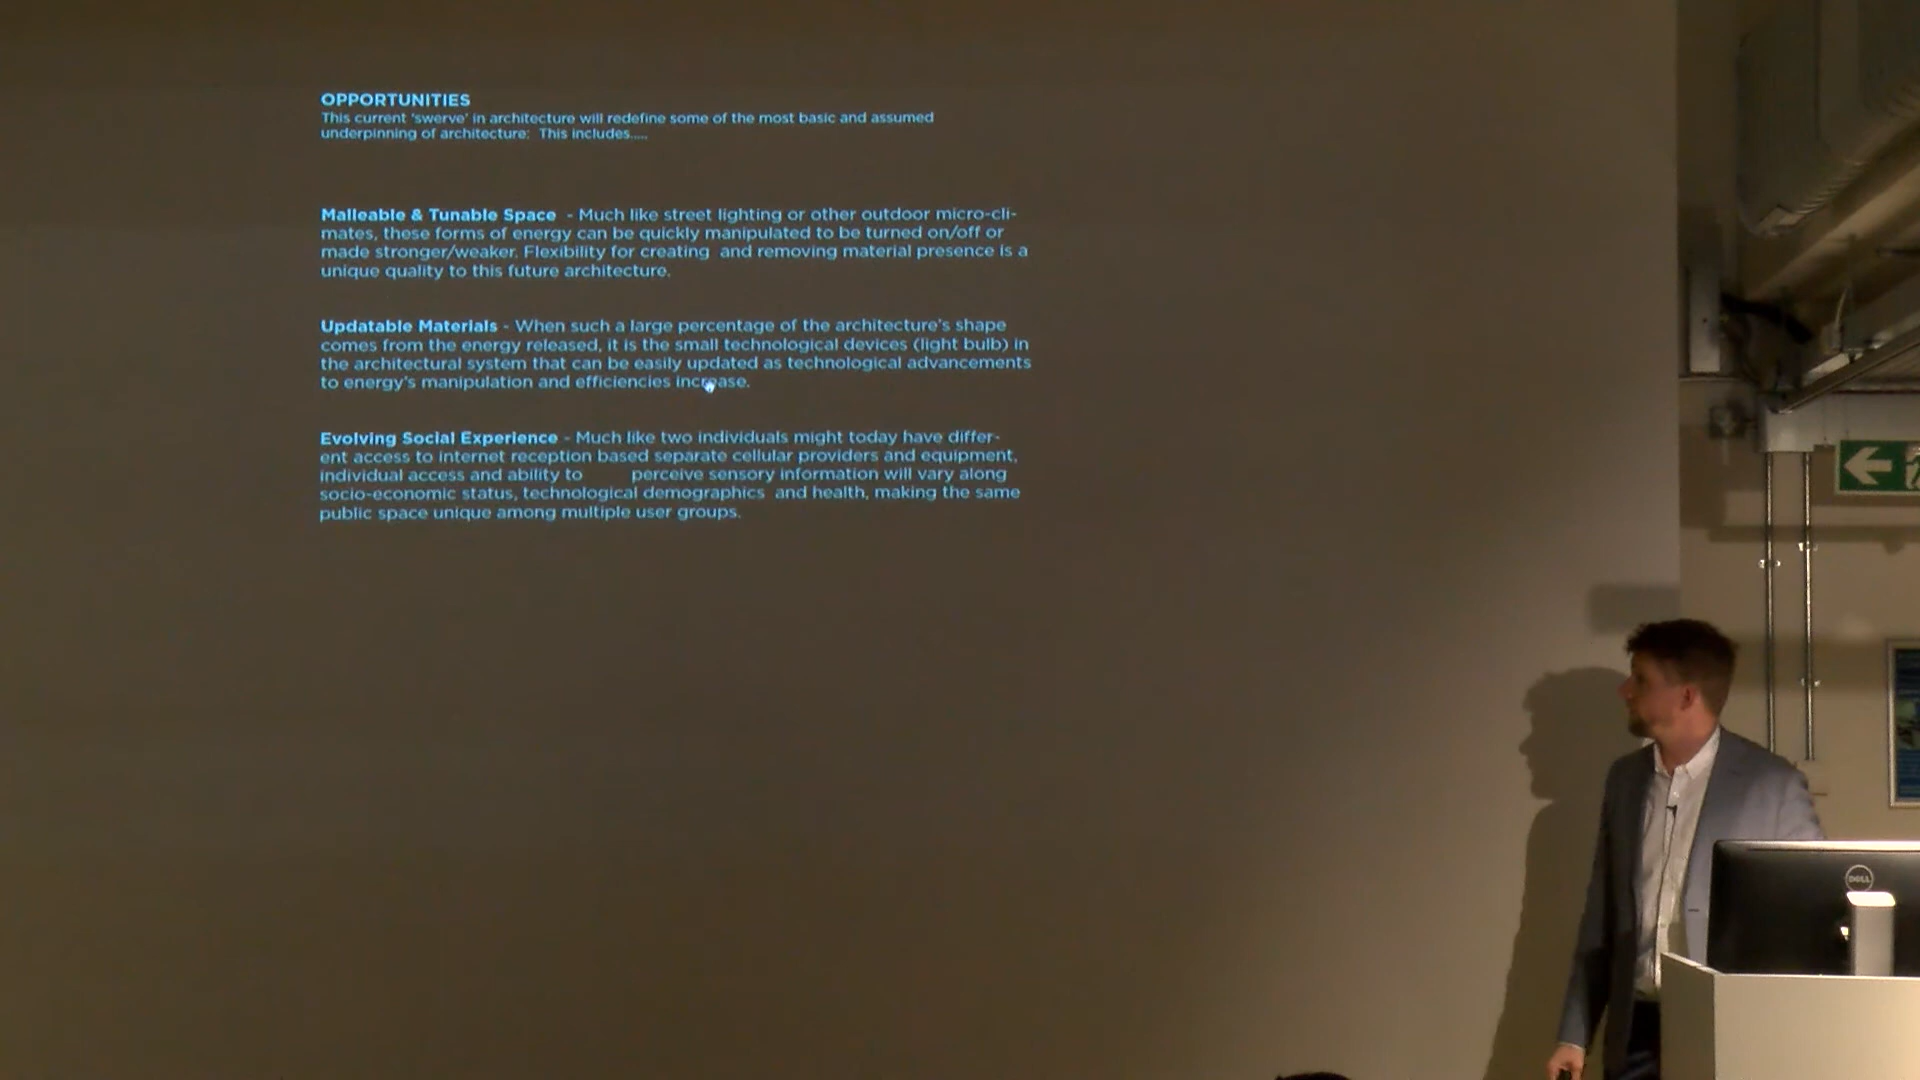 OPPORTUNITIES
This current 'swerve' in architecture will redefine some of the most basic and assumed
underpinning of architecture: This includes.....
Malleable & Tunable Space - Much like street lighting or other outdoor micro-cli-
mates, these forms of energy can be quickly manipulated to be turned on/off or
made stronger/weaker. Flexibility for creating and removing material presence is a
unique quality to this future architecture.
Updatable Materials - When such a large percentage of the architecture's shape
comes from the energy released, it is the small technological devices (light bulb) in
the architectural system that can be easily updated as technological advancements
to energy's manipulation and efficiencies increase.
Evolving Social Experience - Much like two individuals might today have differ-
ent access to internet reception based separate cellular providers and equipment,
individual access and ability to perceive sensory information will vary along
socio-economic status, technological demographics and health, making the same
public space unique among multiple user groups.
DELL